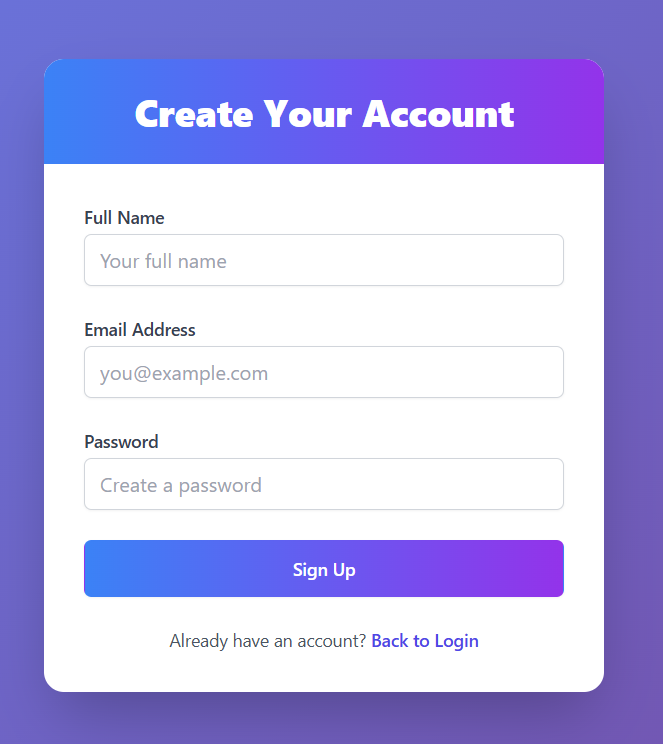 Create Your Account
Full Name
Your full name
Email Address
you@example.com
Password
Create a password
Sign Up
Already have an account? Back to Login